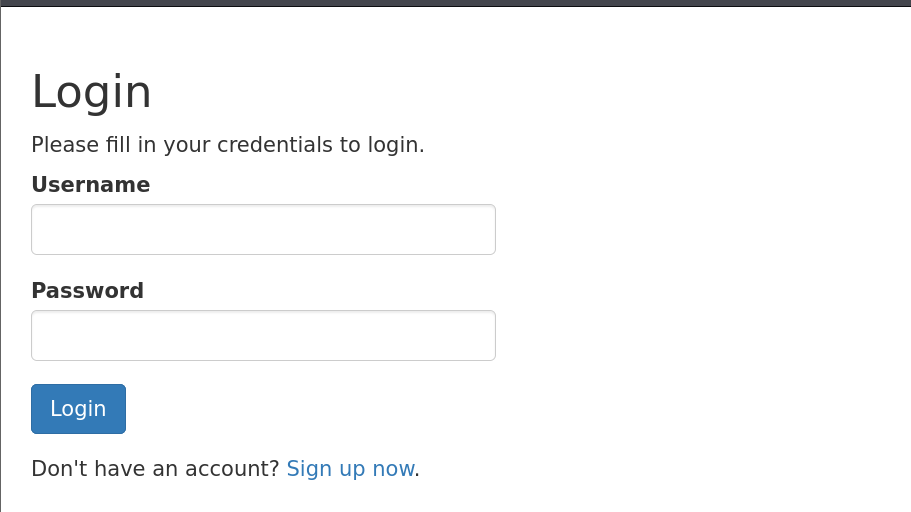 Login
Please fill in your credentials to login.
Username
Password
Login
Don't have an account? Sign up now.